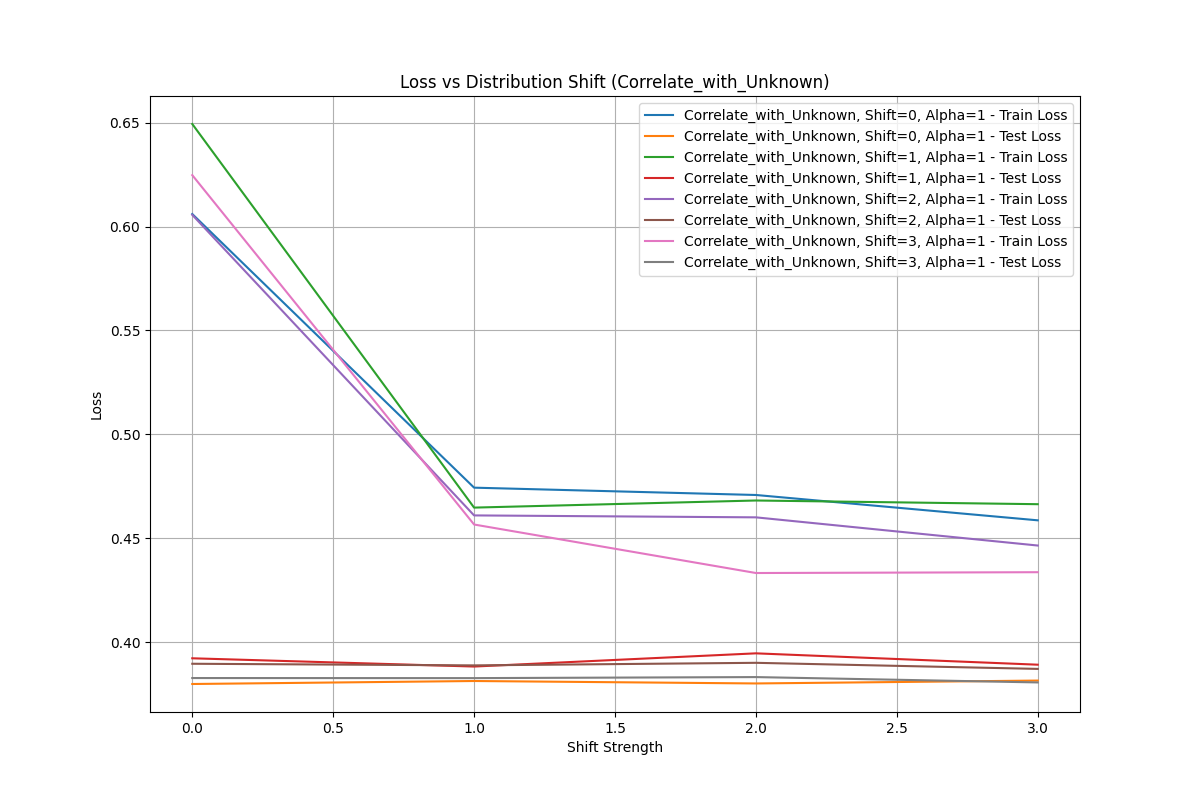 Loss vs Distribution Shift (Correlate_with_Unknown)
Correlate_with_Unknown, Shift=0, Alpha=1 - Train Loss
Correlate_with_Unknown, Shift=0, Alpha=1 - Test Loss
Correlate_with_Unknown, Shift=1, Alpha=1 - Train Loss
Correlate_with_Unknown, Shift=1, Alpha=1 - Test Loss
Correlate_with_Unknown, Shift=2, Alpha=1 - Train Loss
Correlate_with_Unknown, Shift=2, Alpha=1 - Test Loss
Correlate_with_Unknown, Shift=3, Alpha=1 - Train Loss
Correlate_with_Unknown, Shift=3, Alpha=1 - Test Loss
0.65
0.60
0.55
0.50
0.45
0.40
Loss
0.0 0.5 1.0 1.5 2.0 2.5 3.0
Shift Strength